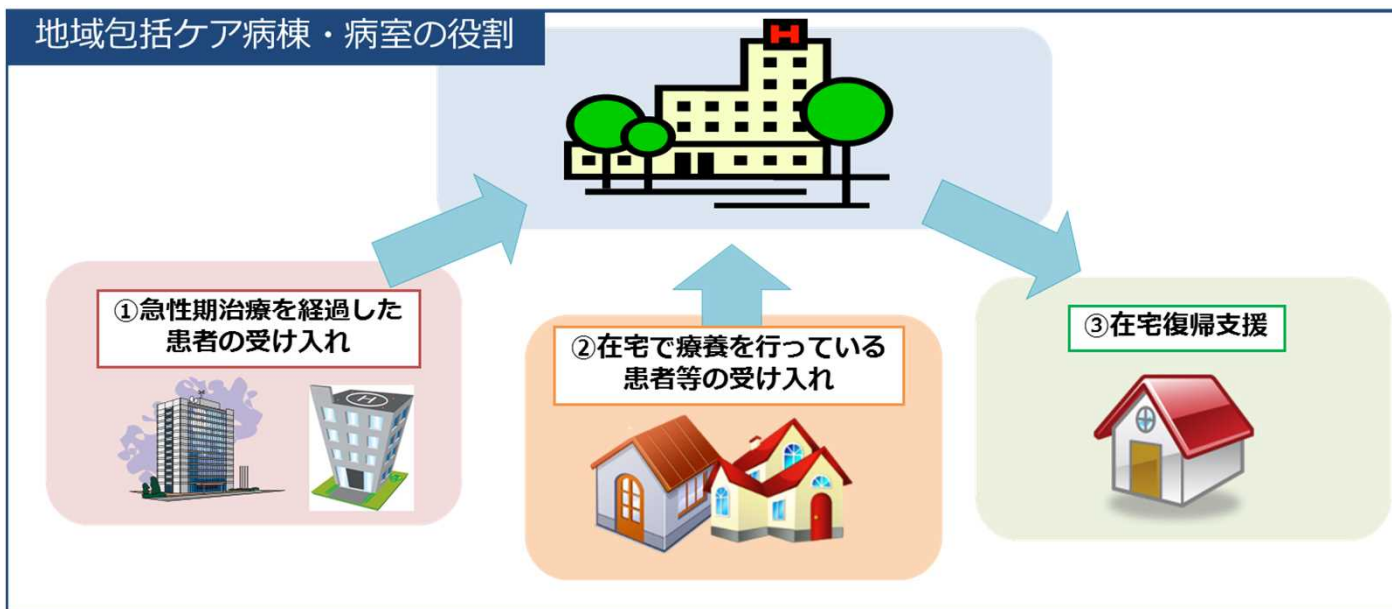 地域包括ケア病棟・病室の役割
H
①急性期治療を経過した
患者の受け入れ
H
②在宅で療養を行っている
患者等の受け入れ
③在宅復帰支援